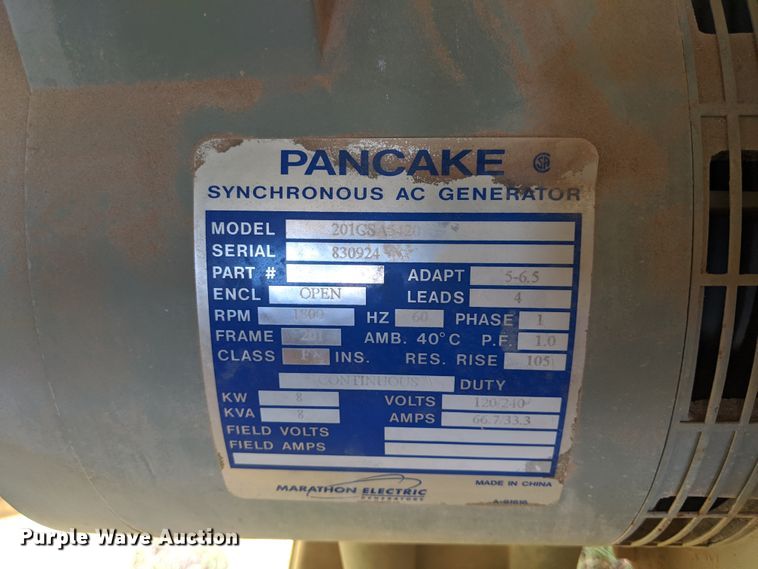 PANCAKE SA
SYNCHRONOUS AC GENERATOR
MODEL 201GSA5420
SERIAL 830924
PART # ADAPT 5-6.5
ENCL OPEN LEADS 4
RPM 1800 HZ 60 PHASE 1
FRAME 201 AMB. 40°C P.F. 1.0
CLASS INS. RES. RISE 105
CONTINUOUS DUTY
KW 8 VOLTS 120/240
KVA 8 AMPS 66.7/33.3
FIELD VOLTS
FIELD AMPS
MARATHON ELECTRIC MADE IN CHINA
GENERATORS
Purple Wave Auction